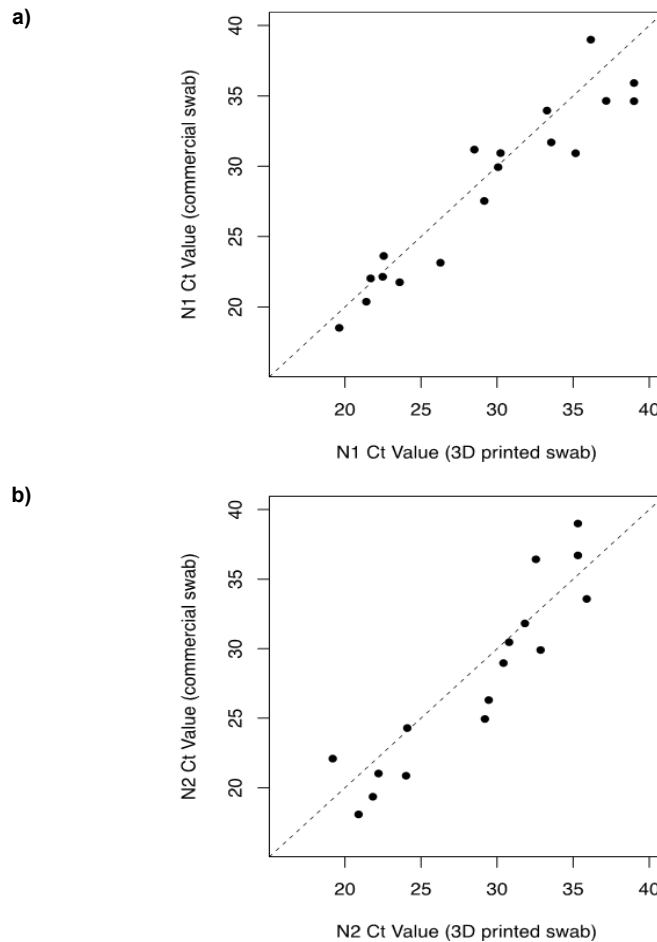 a)
40
35
30
25
20
N1 Ct Value (commercial swab)
20 25 30 35 40
N1 Ct Value (3D printed swab)
b)
40
35
30
25
20
N2 Ct Value (commercial swab)
20 25 30 35 40
N2 Ct Value (3D printed swab)